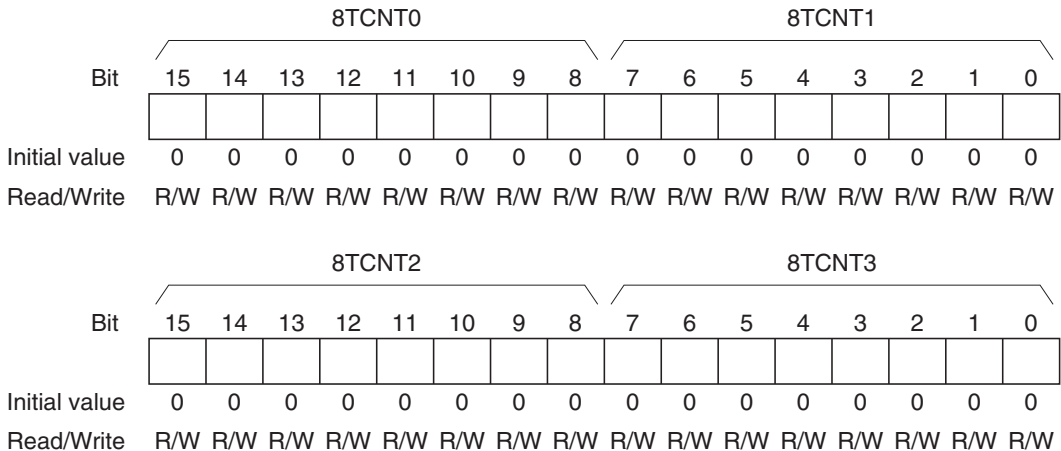 8TCNT0 8TCNT1
Bit 15 14 13 12 11 10 9 8 7 6 5 4 3 2 1 0
Initial value 0 0 0 0 0 0 0 0 0 0 0 0 0 0 0 0
Read/Write R/W R/W R/W R/W R/W R/W R/W R/W R/W R/W R/W R/W R/W R/W R/W R/W
8TCNT2 8TCNT3
Bit 15 14 13 12 11 10 9 8 7 6 5 4 3 2 1 0
Initial value 0 0 0 0 0 0 0 0 0 0 0 0 0 0 0 0
Read/Write R/W R/W R/W R/W R/W R/W R/W R/W R/W R/W R/W R/W R/W R/W R/W R/W